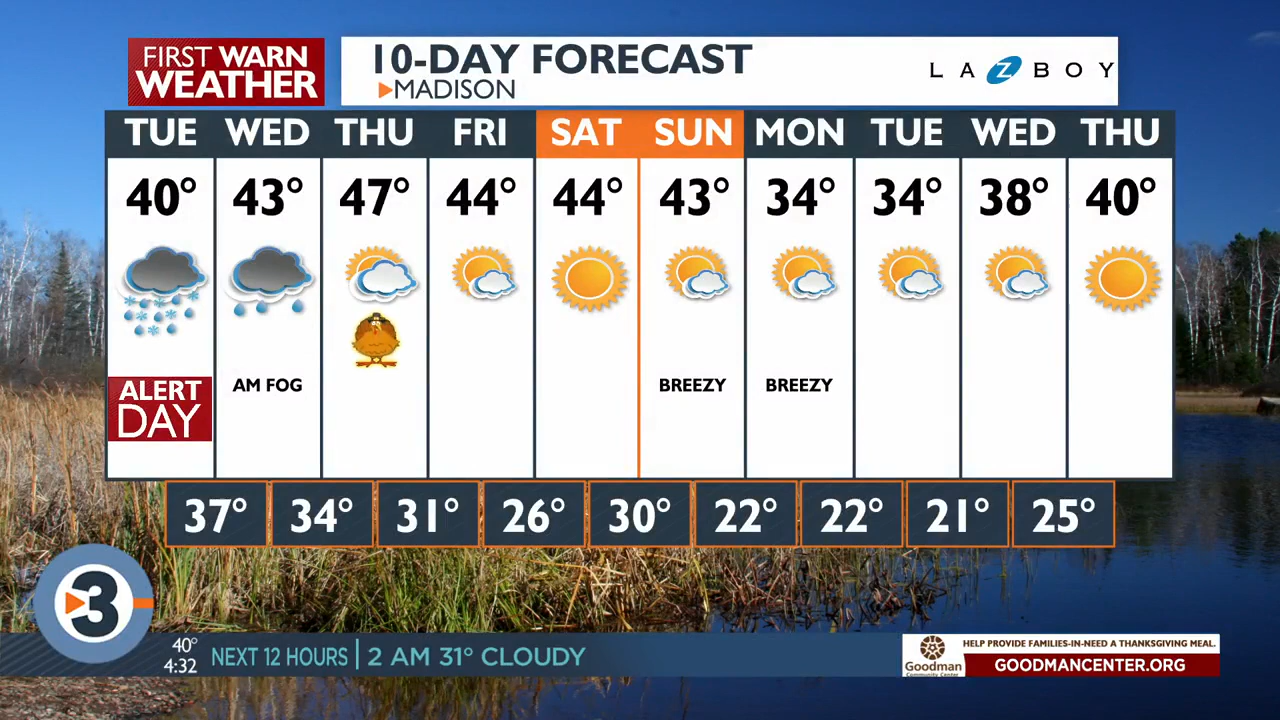 FIRST WARN
WEATHER
10-DAY FORECAST
MADISON
LA Z BOY
TUE WED THU FRI SAT SUN MON TUE WED THU
40° 43° 47° 44° 44° 43° 34° 34° 38° 40°
ALERT
DAY
AM FOG
BREEZY
BREEZY
37° 34° 31° 26° 30° 22° 22° 21° 25°
3
40°
4:32
NEXT 12 HOURS | 2 AM 31° CLOUDY
Goodman
Community Center
HELP PROVIDE FAMILIES-IN-NEED A THANKSGIVING MEAL.
GOODMANCENTER.ORG